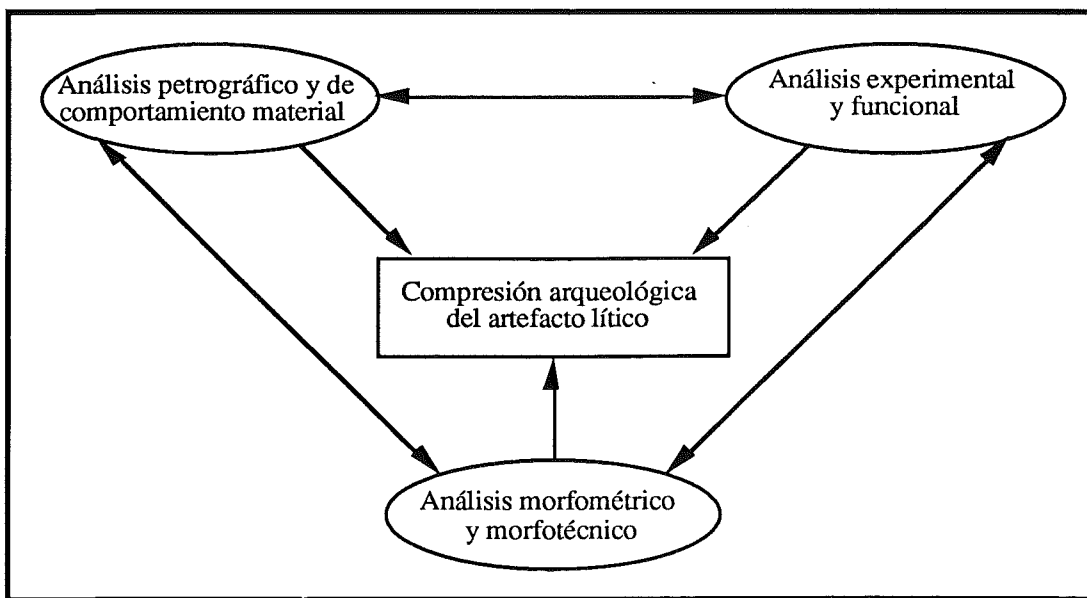 Análisis petrográfico y de
comportamiento material
Análisis experimental
y funcional
Compresión arqueológica
del artefacto lítico
Análisis morfométrico
y morfotécnico